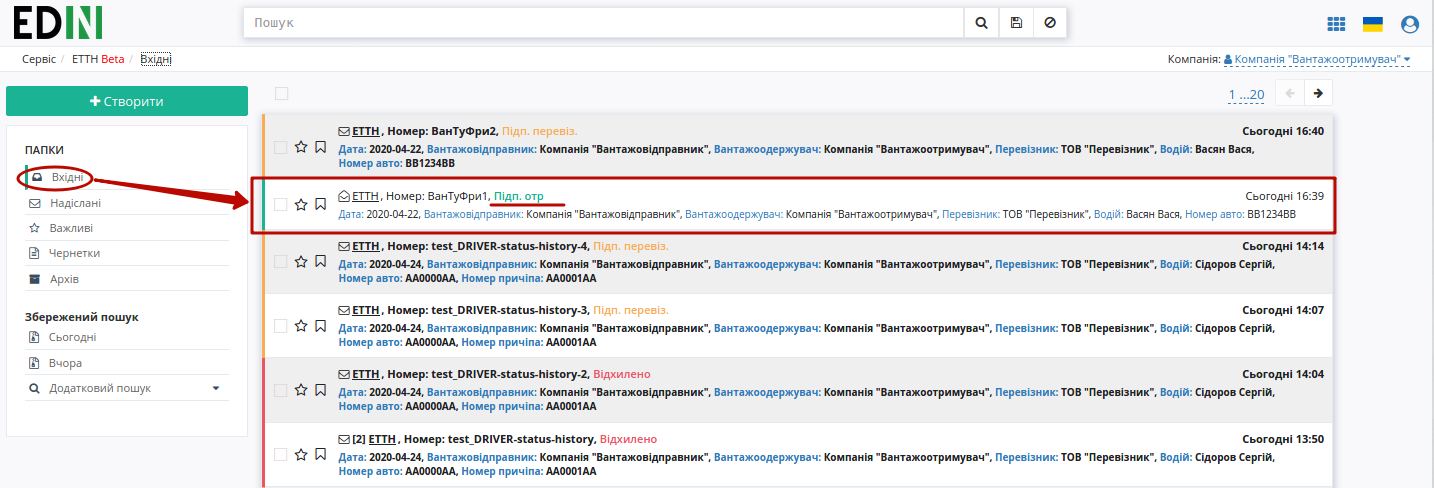 EDIN
Пошук
Сервіс / ЕТТН Beta / Вхідні
Компанія: Компанія "Вантажоотримувач"
Створити
1 ...20
ПАПКИ
Вхідні
Надіслані
Важливі
Чернетки
Архів
Збережений пошук
Сьогодні
Вчора
Додатковий пошук
ЕТТН, Номер: ВанТуФри2, Підп. перевіз. Сьогодні 16:40
Дата: 2020-04-22, Вантажовідправник: Компанія "Вантажовідправник", Вантажоодержувач: Компанія "Вантажоотримувач", Перевізник: ТОВ "Перевізник", Водій: Васян Вася,
Номер авто: BB1234BB
ЕТТН, Номер: ВанТуФри1, Підп. отр Сьогодні 16:39
Дата: 2020-04-22, Вантажовідправник: Компанія "Вантажовідправник", Вантажоодержувач: Компанія "Вантажоотримувач", Перевізник: ТОВ "Перевізник", Водій: Васян Вася, Номер авто: BB1234BB
ЕТТН, Номер: test_DRIVER-status-history-4, Підп. перевіз. Сьогодні 14:14
Дата: 2020-04-24, Вантажовідправник: Компанія "Вантажовідправник", Вантажоодержувач: Компанія "Вантажоотримувач", Перевізник: ТОВ "Перевізник", Водій: Сідоров Сергій,
Номер авто: AA0000AA, Номер причіпа: AA0001AA
ЕТТН, Номер: test_DRIVER-status-history-3, Підп. перевіз. Сьогодні 14:07
Дата: 2020-04-24, Вантажовідправник: Компанія "Вантажовідправник", Вантажоодержувач: Компанія "Вантажоотримувач", Перевізник: ТОВ "Перевізник", Водій: Сідоров Сергій,
Номер авто: AA0000AA, Номер причіпа: AA0001AA
ЕТТН, Номер: test_DRIVER-status-history-2, Відхилено Сьогодні 14:04
Дата: 2020-04-24, Вантажовідправник: Компанія "Вантажовідправник", Вантажоодержувач: Компанія "Вантажоотримувач", Перевізник: ТОВ "Перевізник", Водій: Сідоров Сергій,
Номер авто: AA0000AA, Номер причіпа: AA0001AA
[2] ЕТТН, Номер: test_DRIVER-status-history, Відхилено Сьогодні 13:50
Дата: 2020-04-24, Вантажовідправник: Компанія "Вантажовідправник", Вантажоодержувач: Компанія "Вантажоотримувач", Перевізник: ТОВ "Перевізник", Водій: Сідоров Сергій,
Номер авто: AA0000AA, Номер причіпа: AA0001AA